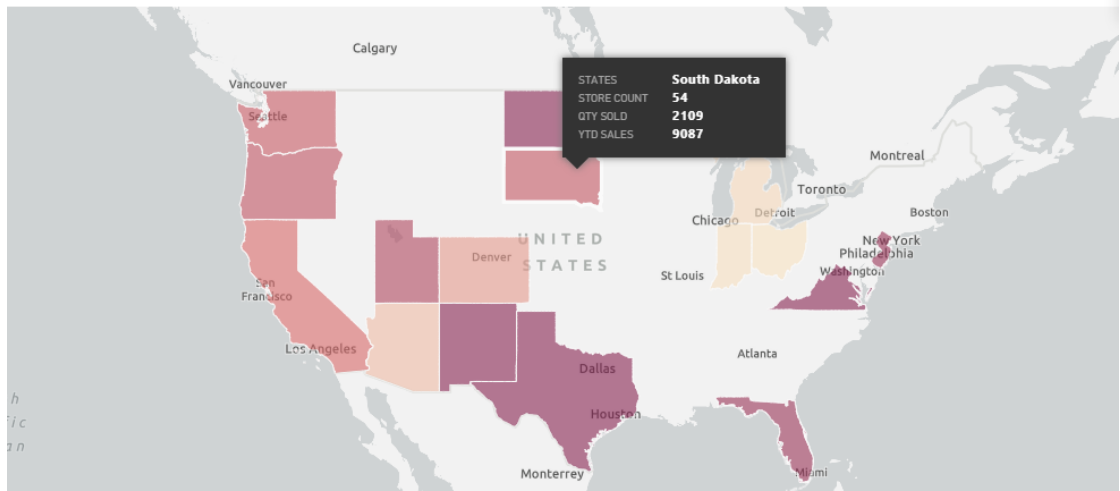 Calgary
Vancouver
Seattle
STATES South Dakota
STORE COUNT 54
QTY SOLD 2109
YTD SALES 9087
Montreal
Toronto
Chicago
Detroit
Boston
UNITED
STATES
Denver
New York
Philadelphia
Washington
St Louis
San
Francisco
Los Angeles
Atlanta
Dallas
Houston
Miami
Monterrey
h
fic
an